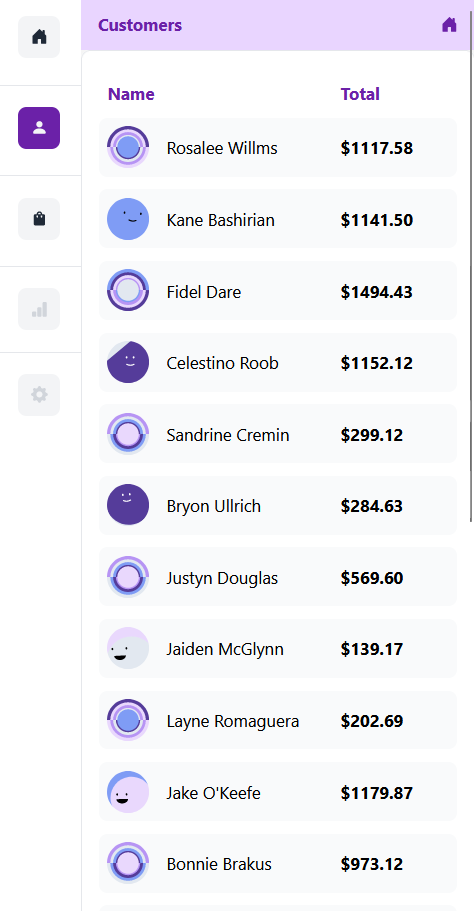 Customers
Name Total
Rosalee Willms $1117.58
Kane Bashirian $1141.50
Fidel Dare $1494.43
Celestino Roob $1152.12
Sandrine Cremin $299.12
Bryon Ullrich $284.63
Justyn Douglas $569.60
Jaiden McGlynn $139.17
Layne Romaguera $202.69
Jake O'Keefe $1179.87
Bonnie Brakus $973.12